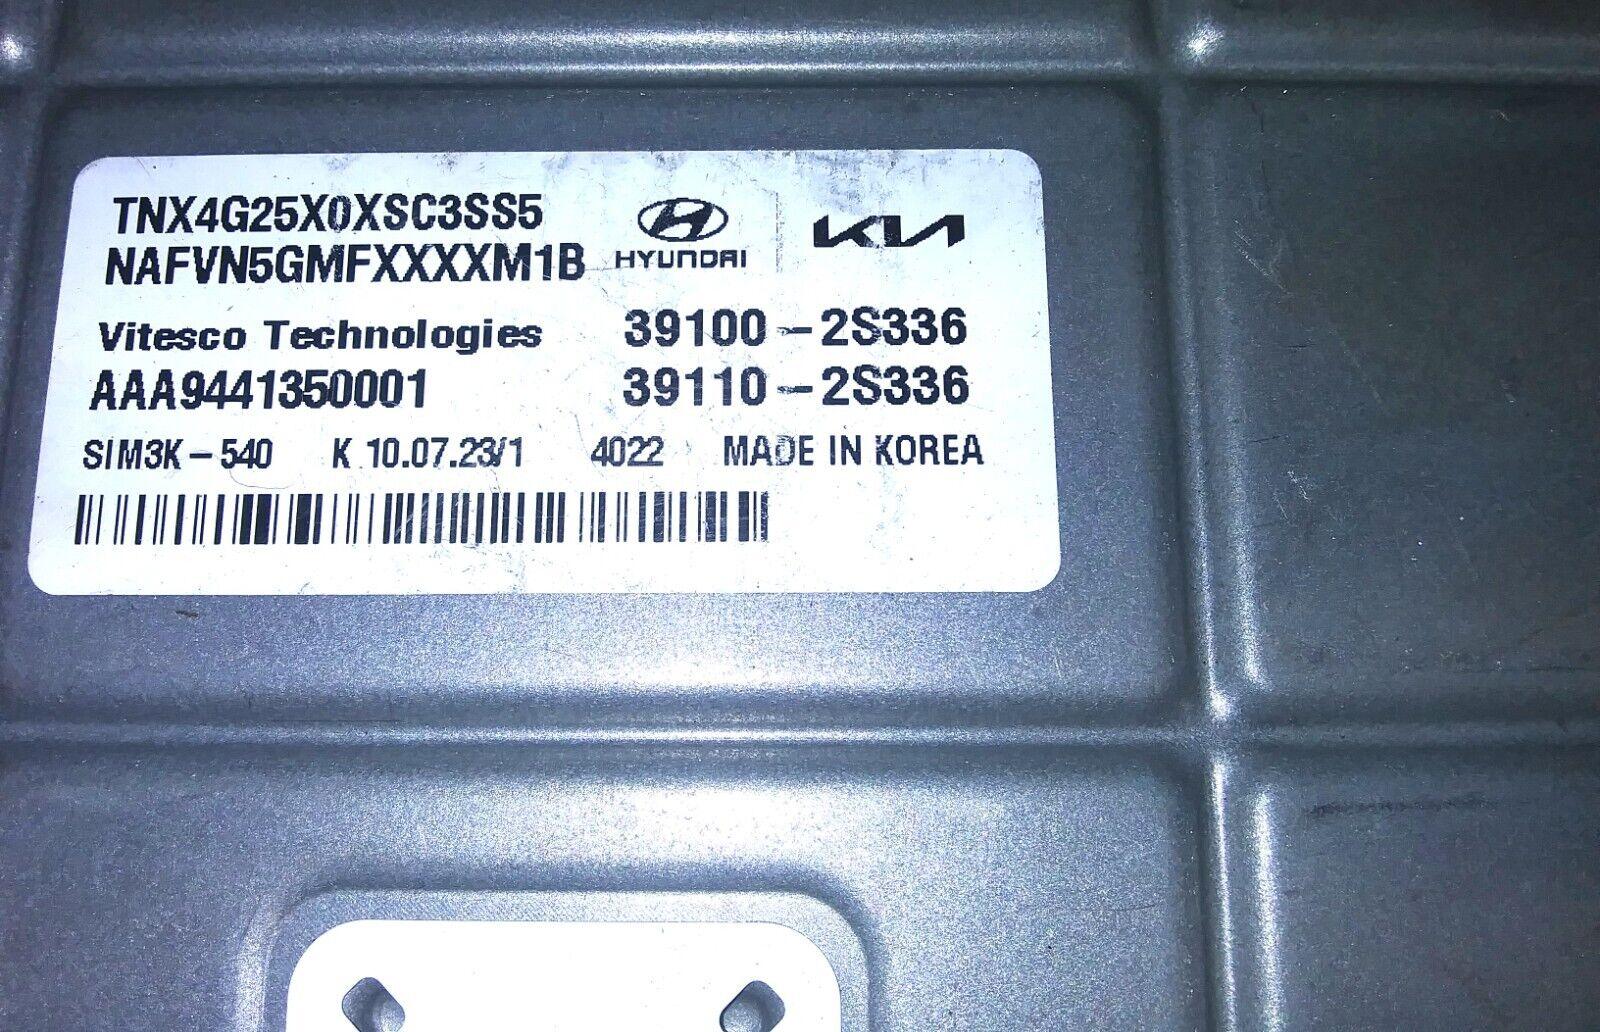 TNX4G25X0XSC3SS5
NAFVN5GMFXXXXM1B
HYUNDAI
KIA
Vitesco Technologies 39100-2S336
AAA9441350001 39110-2S336
SIM3K-540 K 10.07.23/1 4022 MADE IN KOREA